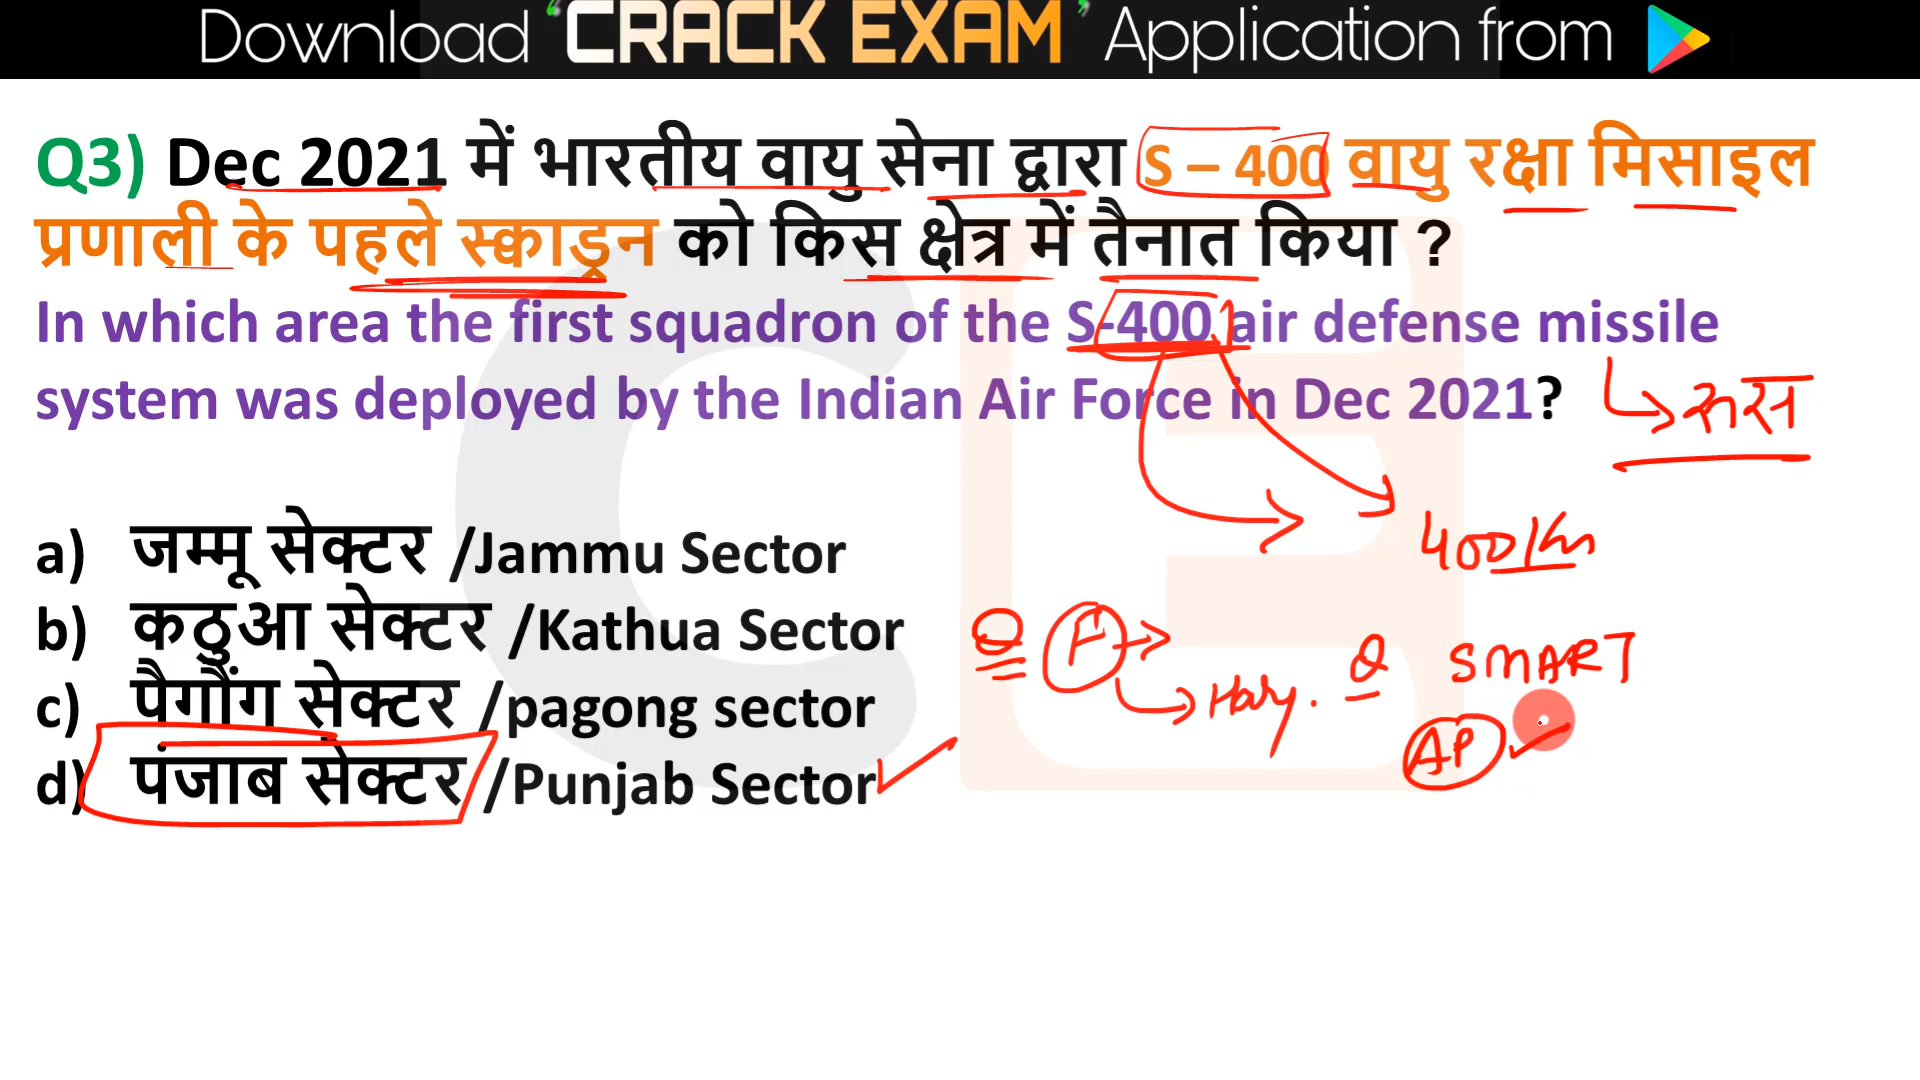 Download ‘CRACK EXAM’ Application from
Q3) Dec 2021 में भारतीय वायु सेना द्वारा S – 400 वायु रक्षा मिसाइल
प्रणाली के पहले स्क्वाड्रन को किस क्षेत्र में तैनात किया ?
In which area the first squadron of the S-400 air defense missile
system was deployed by the Indian Air Force in Dec 2021?
a) जम्मू सेक्टर /Jammu Sector
400 Km
b) कठुआ सेक्टर /Kathua Sector
Q F
Q SMART
c) पैगौंग सेक्टर /pagong sector
Hary.
AP
d) पंजाब सेक्टर /Punjab Sector